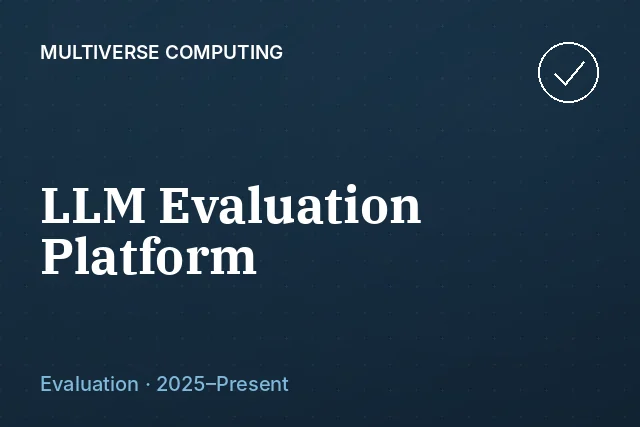 MULTIVERSE COMPUTING
LLM Evaluation
Platform
Evaluation · 2025–Present